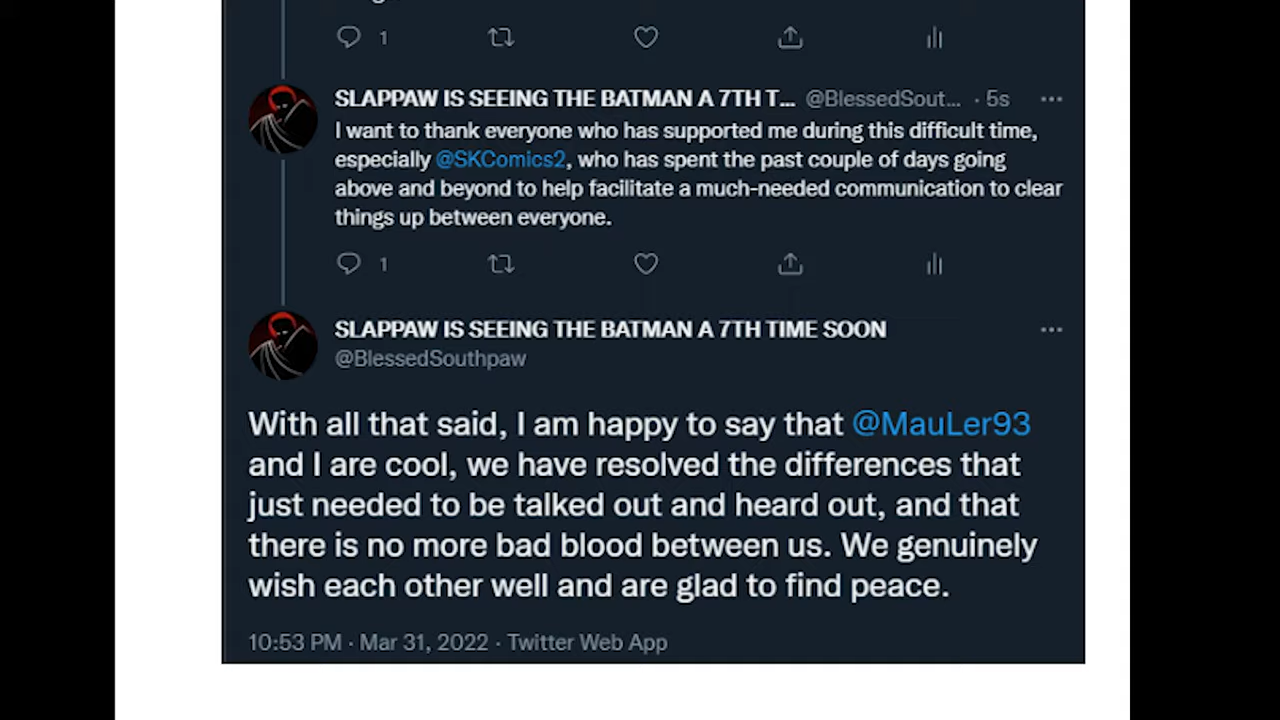 1
SLAPPAW IS SEEING THE BATMAN A 7TH T... @BlessedSout... · 5s
I want to thank everyone who has supported me during this difficult time,
especially @SKComics2, who has spent the past couple of days going
above and beyond to help facilitate a much-needed communication to clear
things up between everyone.
1
SLAPPAW IS SEEING THE BATMAN A 7TH TIME SOON
@BlessedSouthpaw
With all that said, I am happy to say that @MauLer93
and I are cool, we have resolved the differences that
just needed to be talked out and heard out, and that
there is no more bad blood between us. We genuinely
wish each other well and are glad to find peace.
10:53 PM · Mar 31, 2022 · Twitter Web App